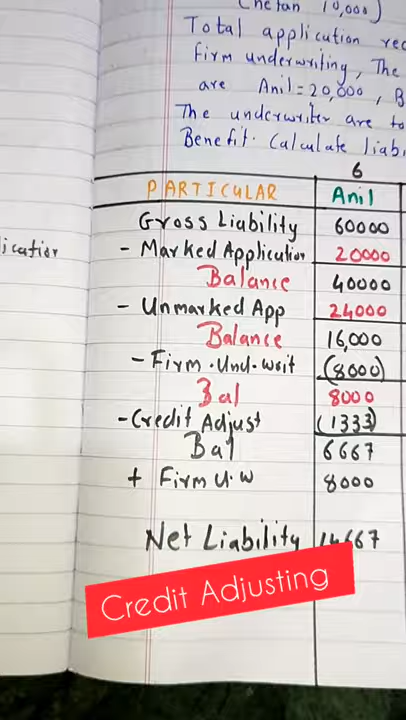 Chetan 10,000)
Total application rec
firm underwriting, The
are Anil = 20,000, B
The underwriter are to
Benefit. Calculate liabi
6
PARTICULAR Anil
Gross Liability 60000
ication
- Marked Application 20000
Balance 40000
- Unmarked App 24000
Balance 16,000
- Firm. Und. writ (8000)
Bal 8000
- Credit Adjust (1333)
Bal 6667
+ Firm U.W 8000
Net Liability 14667
Credit Adjusting